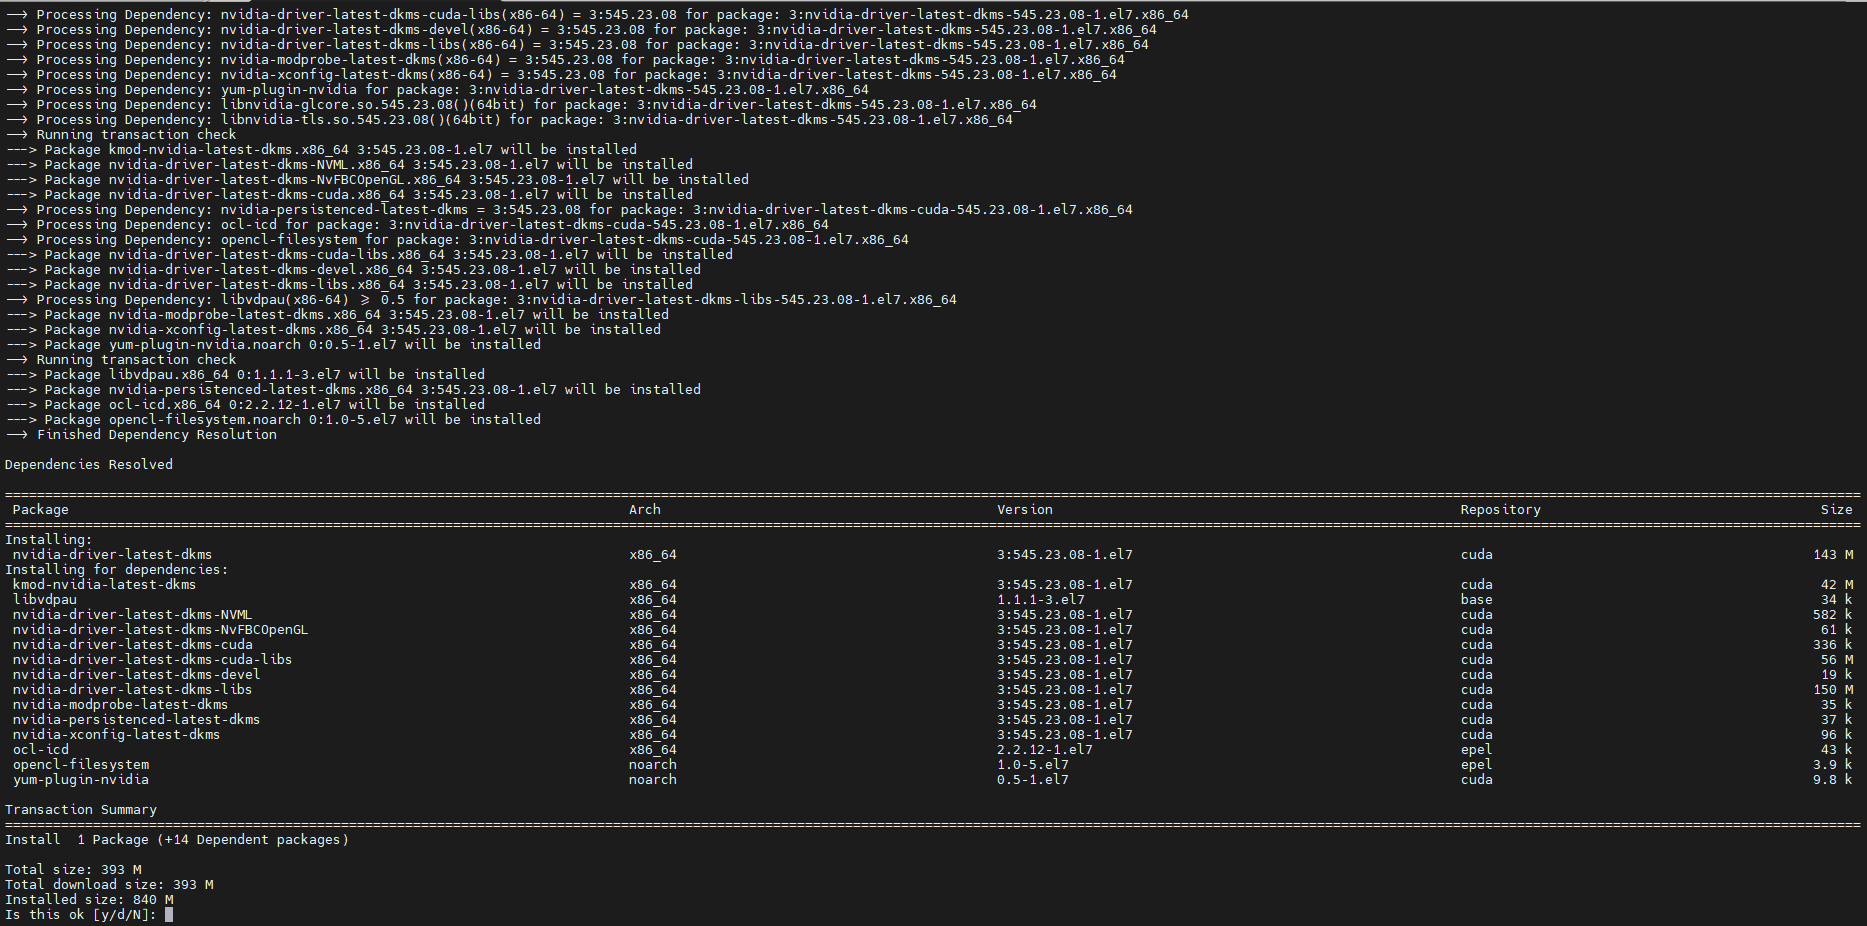 --> Processing Dependency: nvidia-driver-latest-dkms-cuda-libs(x86-64) = 3:545.23.08 for package: 3:nvidia-driver-latest-dkms-545.23.08-1.el7.x86_64
--> Processing Dependency: nvidia-driver-latest-dkms-devel(x86-64) = 3:545.23.08 for package: 3:nvidia-driver-latest-dkms-545.23.08-1.el7.x86_64
--> Processing Dependency: nvidia-driver-latest-dkms-libs(x86-64) = 3:545.23.08 for package: 3:nvidia-driver-latest-dkms-545.23.08-1.el7.x86_64
--> Processing Dependency: nvidia-modprobe-latest-dkms(x86-64) = 3:545.23.08 for package: 3:nvidia-driver-latest-dkms-545.23.08-1.el7.x86_64
--> Processing Dependency: nvidia-xconfig-latest-dkms(x86-64) = 3:545.23.08 for package: 3:nvidia-driver-latest-dkms-545.23.08-1.el7.x86_64
--> Processing Dependency: yum-plugin-nvidia for package: 3:nvidia-driver-latest-dkms-545.23.08-1.el7.x86_64
--> Processing Dependency: libnvidia-glcore.so.545.23.08()(64bit) for package: 3:nvidia-driver-latest-dkms-545.23.08-1.el7.x86_64
--> Processing Dependency: libnvidia-tls.so.545.23.08()(64bit) for package: 3:nvidia-driver-latest-dkms-545.23.08-1.el7.x86_64
--> Running transaction check
---> Package kmod-nvidia-latest-dkms.x86_64 3:545.23.08-1.el7 will be installed
---> Package nvidia-driver-latest-dkms-NVML.x86_64 3:545.23.08-1.el7 will be installed
---> Package nvidia-driver-latest-dkms-NvFBCOpenGL.x86_64 3:545.23.08-1.el7 will be installed
---> Package nvidia-driver-latest-dkms-cuda.x86_64 3:545.23.08-1.el7 will be installed
--> Processing Dependency: nvidia-persistenced-latest-dkms = 3:545.23.08 for package: 3:nvidia-driver-latest-dkms-cuda-545.23.08-1.el7.x86_64
--> Processing Dependency: ocl-icd for package: 3:nvidia-driver-latest-dkms-cuda-545.23.08-1.el7.x86_64
--> Processing Dependency: opencl-filesystem for package: 3:nvidia-driver-latest-dkms-cuda-545.23.08-1.el7.x86_64
---> Package nvidia-driver-latest-dkms-cuda-libs.x86_64 3:545.23.08-1.el7 will be installed
---> Package nvidia-driver-latest-dkms-devel.x86_64 3:545.23.08-1.el7 will be installed
---> Package nvidia-driver-latest-dkms-libs.x86_64 3:545.23.08-1.el7 will be installed
--> Processing Dependency: libvdpau(x86-64) >= 0.5 for package: 3:nvidia-driver-latest-dkms-libs-545.23.08-1.el7.x86_64
---> Package nvidia-modprobe-latest-dkms.x86_64 3:545.23.08-1.el7 will be installed
---> Package nvidia-xconfig-latest-dkms.x86_64 3:545.23.08-1.el7 will be installed
---> Package yum-plugin-nvidia.noarch 0:0.5-1.el7 will be installed
--> Running transaction check
---> Package libvdpau.x86_64 0:1.1.1-3.el7 will be installed
---> Package nvidia-persistenced-latest-dkms.x86_64 3:545.23.08-1.el7 will be installed
---> Package ocl-icd.x86_64 0:2.2.12-1.el7 will be installed
---> Package opencl-filesystem.noarch 0:1.0-5.el7 will be installed
--> Finished Dependency Resolution
Dependencies Resolved
Package Arch Version Repository Size
Installing:
nvidia-driver-latest-dkms x86_64 3:545.23.08-1.el7 cuda 143 M
Installing for dependencies:
kmod-nvidia-latest-dkms x86_64 3:545.23.08-1.el7 cuda 42 M
libvdpau x86_64 1.1.1-3.el7 base 34 k
nvidia-driver-latest-dkms-NVML x86_64 3:545.23.08-1.el7 cuda 582 k
nvidia-driver-latest-dkms-NvFBCOpenGL x86_64 3:545.23.08-1.el7 cuda 61 k
nvidia-driver-latest-dkms-cuda x86_64 3:545.23.08-1.el7 cuda 336 k
nvidia-driver-latest-dkms-cuda-libs x86_64 3:545.23.08-1.el7 cuda 56 M
nvidia-driver-latest-dkms-devel x86_64 3:545.23.08-1.el7 cuda 19 k
nvidia-driver-latest-dkms-libs x86_64 3:545.23.08-1.el7 cuda 150 M
nvidia-modprobe-latest-dkms x86_64 3:545.23.08-1.el7 cuda 35 k
nvidia-persistenced-latest-dkms x86_64 3:545.23.08-1.el7 cuda 37 k
nvidia-xconfig-latest-dkms x86_64 3:545.23.08-1.el7 cuda 96 k
ocl-icd x86_64 2.2.12-1.el7 epel 43 k
opencl-filesystem noarch 1.0-5.el7 epel 3.9 k
yum-plugin-nvidia noarch 0.5-1.el7 cuda 9.8 k
Transaction Summary
Install  1 Package (+14 Dependent packages)
Total size: 393 M
Total download size: 393 M
Installed size: 840 M
Is this ok [y/d/N]: